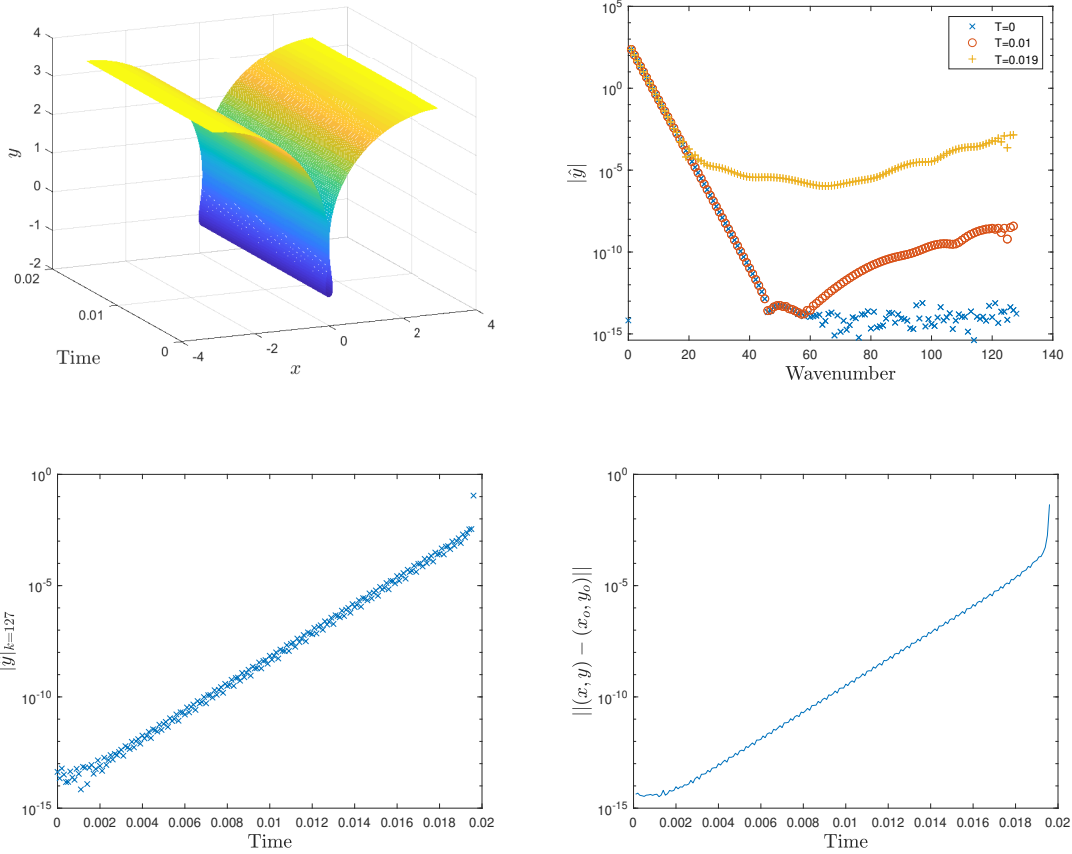 4
3
2
1
0
-1
-2
y
0.02
0.01
0
Time
-4
-2
0
2
4
x
10^5
10^0
10^-5
10^-10
10^-15
|ŷ|
T=0
T=0.01
T=0.019
0 20 40 60 80 100 120 140
Wavenumber
10^0
10^-5
10^-10
10^-15
|y|_{k=127}
0 0.002 0.004 0.006 0.008 0.01 0.012 0.014 0.016 0.018 0.02
Time
10^0
10^-5
10^-10
10^-15
||(x, y) − (x_o, y_o)||
0 0.002 0.004 0.006 0.008 0.01 0.012 0.014 0.016 0.018 0.02
Time